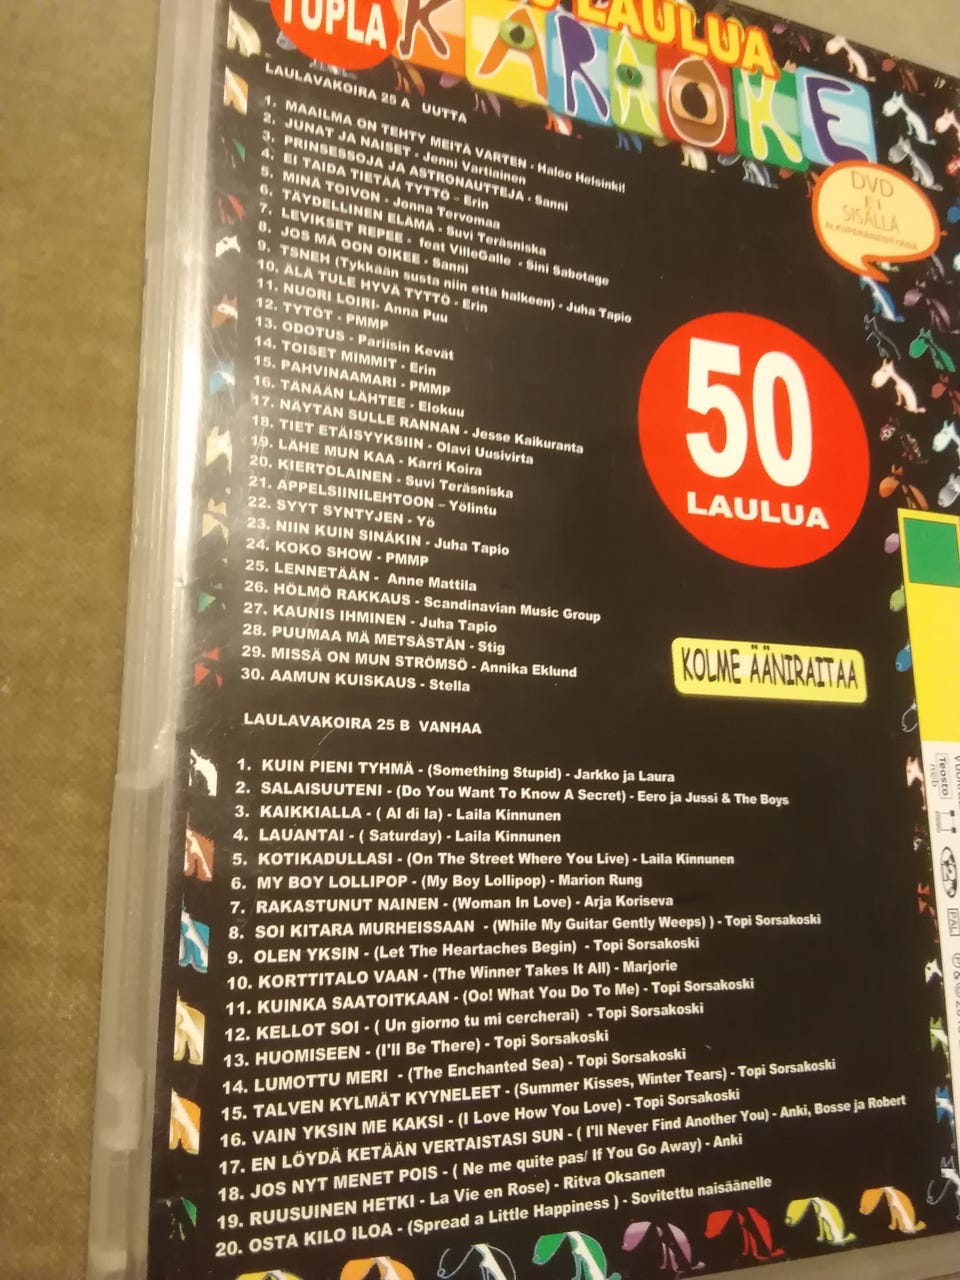 TUPLA
LAULUA
KARAOKE
LAULAVAKOIRA 25 A UUTTA
1. MAAILMA ON TEHTY MEITÄ VARTEN - Haloo Helsinki!
2. JUNAT JA NAISET - Jenni Vartiainen
3. PRINSESSOJA JA ASTRONAUTTEJA - Sanni
4. EI TAIDA TIETÄÄ TYTTÖ - Erin
5. MINÄ TOIVON - Jonna Tervomaa
6. TÄYDELLINEN ELÄMÄ - Suvi Teräsniska
7. LEVIKSET REPEE - feat VilleGalle - Sini Sabotage
8. JOS MÄ OON OIKEE - Sanni
9. TSNEH (Tykkään susta niin että halkeen) - Juha Tapio
10. ÄLÄ TULE HYVÄ TYTTÖ - Erin
11. NUORI LOIRI- Anna Puu
12. TYTÖT - PMMP
13. ODOTUS - Pariisin Kevät
14. TOISET MIMMIT - Erin
15. PAHVINAAMARI - PMMP
16. TÄNÄÄN LÄHTEE - Elokuu
17. NÄYTÄN SULLE RANNAN - Jesse Kaikuranta
18. TIET ETÄISYYKSIIN - Olavi Uusivirta
19. LÄHE MUN KAA - Karri Koira
20. KIERTOLAINEN - Suvi Teräsniska
21. APPELSIINILEHTOON – Yölintu
22. SYYT SYNTYJEN - Yö
23. NIIN KUIN SINÄKIN - Juha Tapio
24. KOKO SHOW - PMMP
25. LENNETÄÄN - Anne Mattila
26. HÖLMÖ RAKKAUS - Scandinavian Music Group
27. KAUNIS IHMINEN - Juha Tapio
28. PUUMAA MÄ METSÄSTÄN - Stig
29. MISSÄ ON MUN STRÖMSÖ - Annika Eklund
30. AAMUN KUISKAUS - Stella
DVD
EI
SISÄLLÄ
ALKUPERÄISESITYKSIÄ
50
LAULUA
KOLME ÄÄNIRAITAA
LAULAVAKOIRA 25 B VANHAA
1. KUIN PIENI TYHMÄ - (Something Stupid) - Jarkko ja Laura
2. SALAISUUTENI - (Do You Want To Know A Secret) - Eero ja Jussi & The Boys
3. KAIKKIALLA - ( Al di la) - Laila Kinnunen
4. LAUANTAI - ( Saturday) - Laila Kinnunen
5. KOTIKADULLASI - (On The Street Where You Live) - Laila Kinnunen
6. MY BOY LOLLIPOP - (My Boy Lollipop) - Marion Rung
7. RAKASTUNUT NAINEN - (Woman In Love) - Arja Koriseva
8. SOI KITARA MURHEISSAAN - (While My Guitar Gently Weeps) ) - Topi Sorsakoski
9. OLEN YKSIN - (Let The Heartaches Begin) - Topi Sorsakoski
10. KORTTITALO VAAN - (The Winner Takes It All) - Marjorie
11. KUINKA SAATOITKAAN - (Oo! What You Do To Me) - Topi Sorsakoski
12. KELLOT SOI - ( Un giorno tu mi cercherai) - Topi Sorsakoski
13. HUOMISEEN - (I'll Be There) - Topi Sorsakoski
14. LUMOTTU MERI - (The Enchanted Sea) - Topi Sorsakoski
15. TALVEN KYLMÄT KYYNELEET - (Summer Kisses, Winter Tears) - Topi Sorsakoski
16. VAIN YKSIN ME KAKSI - (I Love How You Love) - Topi Sorsakoski
17. EN LÖYDÄ KETÄÄN VERTAISTASI SUN - ( I'll Never Find Another You) - Anki, Bosse ja Robert
18. JOS NYT MENET POIS - ( Ne me quite pas/ If You Go Away) - Anki
19. RUUSUINEN HETKI - La Vie en Rose) - Ritva Oksanen
20. OSTA KILO ILOA - (Spread a Little Happiness ) - Sovitettu naisäänelle
Teosto
ncb
PAL